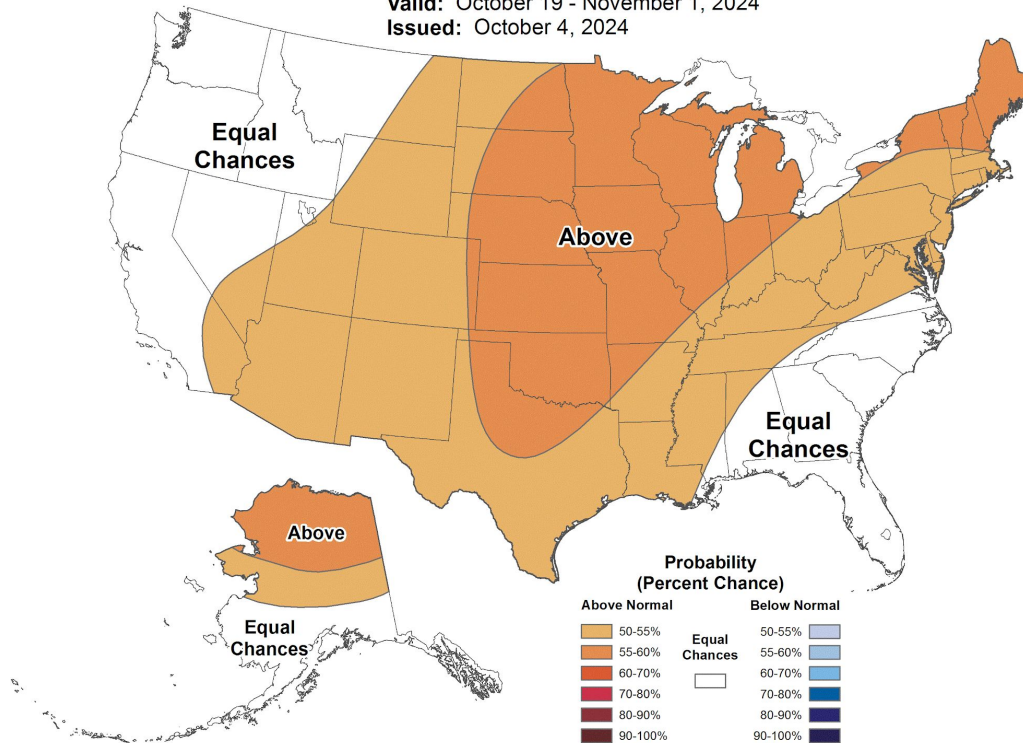 Valid: October 19 - November 1, 2024
Issued: October 4, 2024
Equal
Chances
Above
Equal
Chances
Above
Equal
Chances
Probability
(Percent Chance)
Above Normal
Below Normal
50-55%
55-60%
60-70%
70-80%
80-90%
90-100%
Equal
Chances
50-55%
55-60%
60-70%
70-80%
80-90%
90-100%